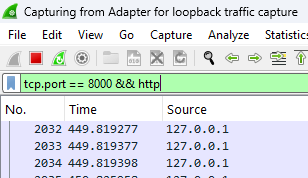 Capturing from Adapter for loopback traffic capture
File Edit View Go Capture Analyze Statistics
tcp.port == 8000 && http
No. Time Source
2032 449.819277 127.0.0.1
2033 449.819377 127.0.0.1
2034 449.819398 127.0.0.1